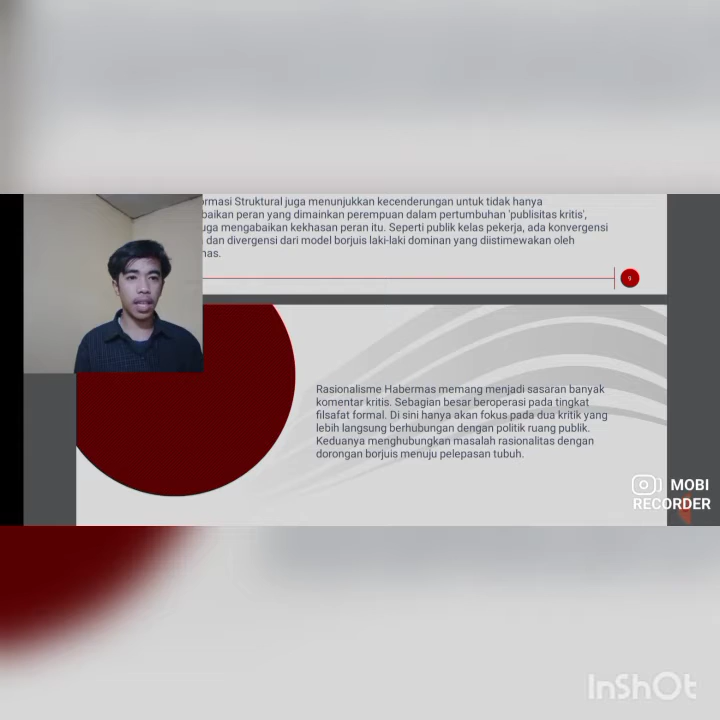 ormasi Struktural juga menunjukkan kecenderungan untuk tidak hanya
baikan peran yang dimainkan perempuan dalam pertumbuhan 'publisitas kritis',
uga mengabaikan kekhasan peran itu. Seperti publik kelas pekerja, ada konvergensi
dan divergensi dari model borjuis laki-laki dominan yang diistimewakan oleh
mas.
9
Rasionalisme Habermas memang menjadi sasaran banyak
komentar kritis. Sebagian besar beroperasi pada tingkat
filsafat formal. Di sini hanya akan fokus pada dua kritik yang
lebih langsung berhubungan dengan politik ruang publik.
Keduanya menghubungkan masalah rasionalitas dengan
dorongan borjuis menuju pelepasan tubuh.
MOBI
RECORDER
InShOt